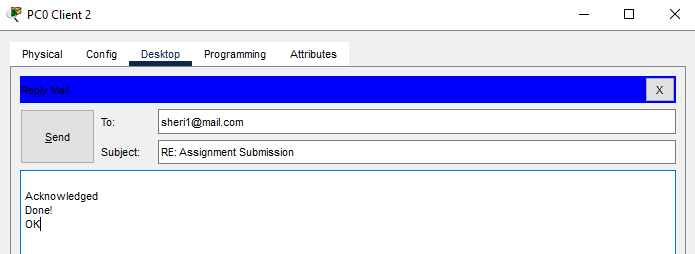 PC0 Client 2
Physical Config Desktop Programming Attributes
Reply Mail
X
Send
To: sheri1@mail.com
Subject: RE: Assignment Submission
Acknowledged
Done!
OK